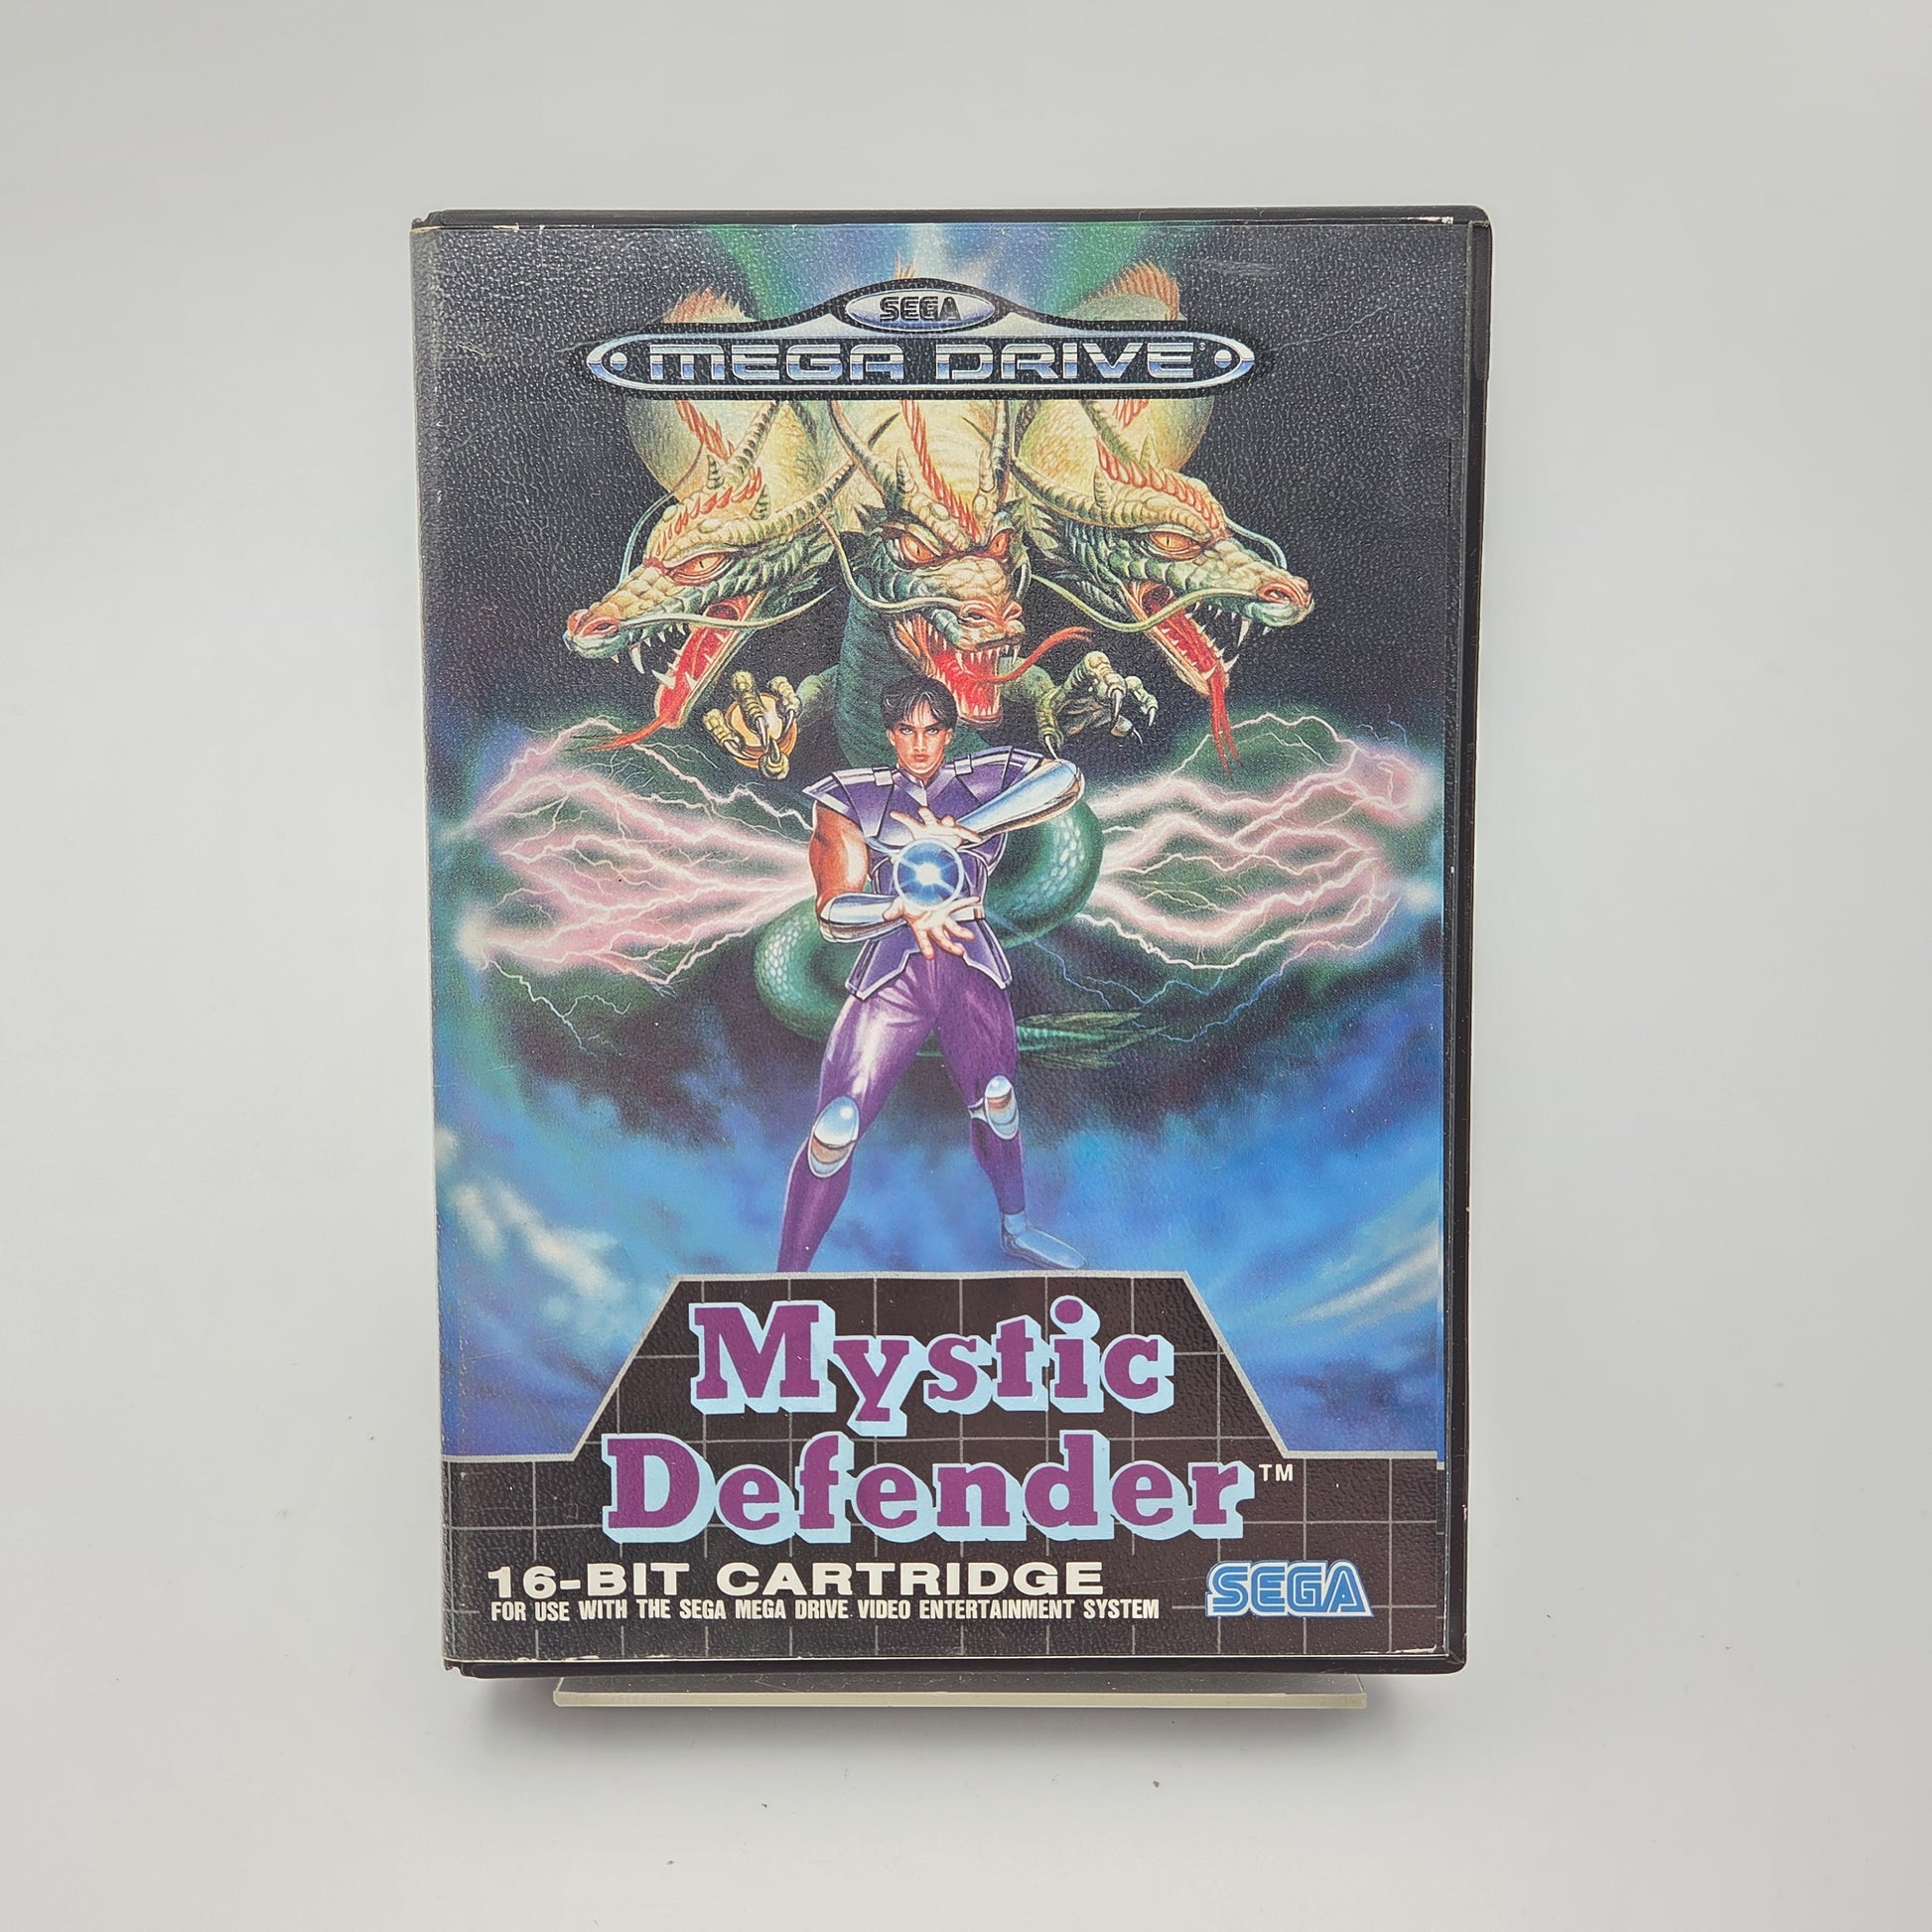 SEGA
MEGA DRIVE
Mystic
Defender™
16-BIT CARTRIDGE
FOR USE WITH THE SEGA MEGA DRIVE VIDEO ENTERTAINMENT SYSTEM
SEGA